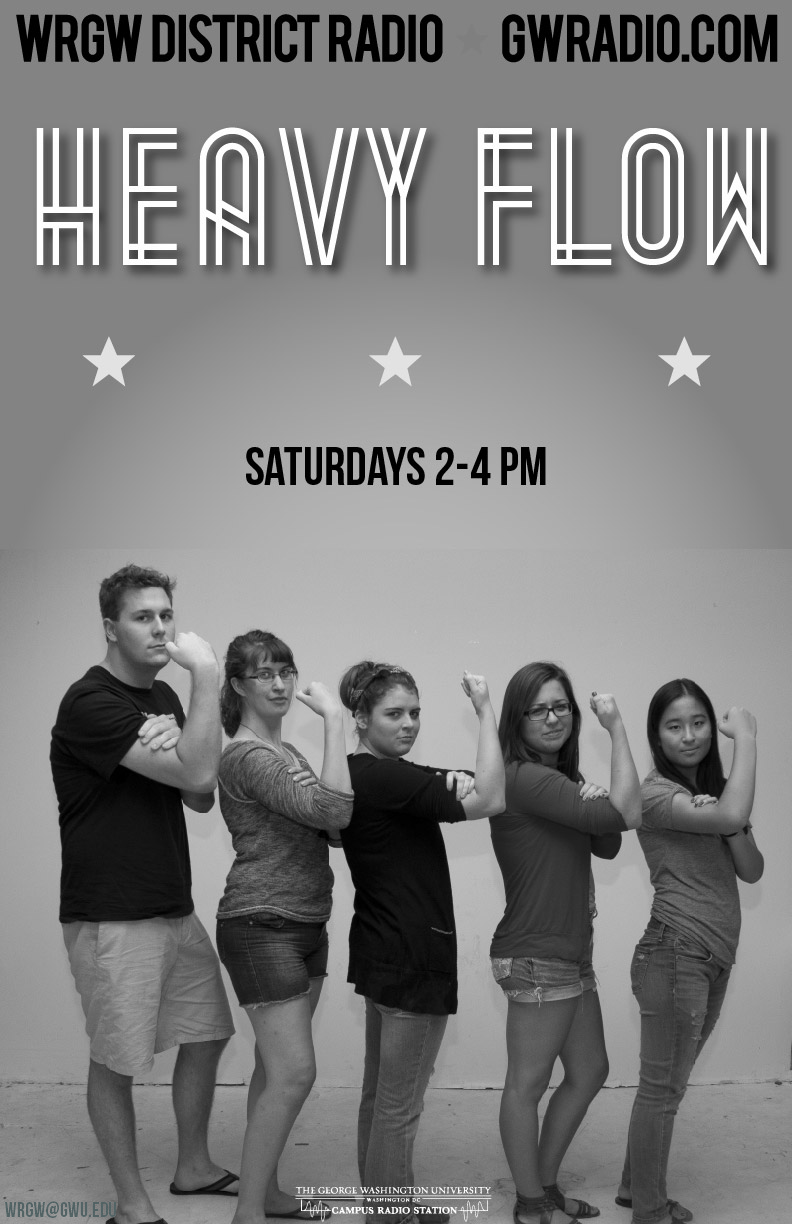 WRGW DISTRICT RADIO ★ GWRADIO.COM
HEAVY FLOW
SATURDAYS 2-4 PM
THE GEORGE WASHINGTON UNIVERSITY
WASHINGTON DC
CAMPUS RADIO STATION
WRGW@GWU.EDU